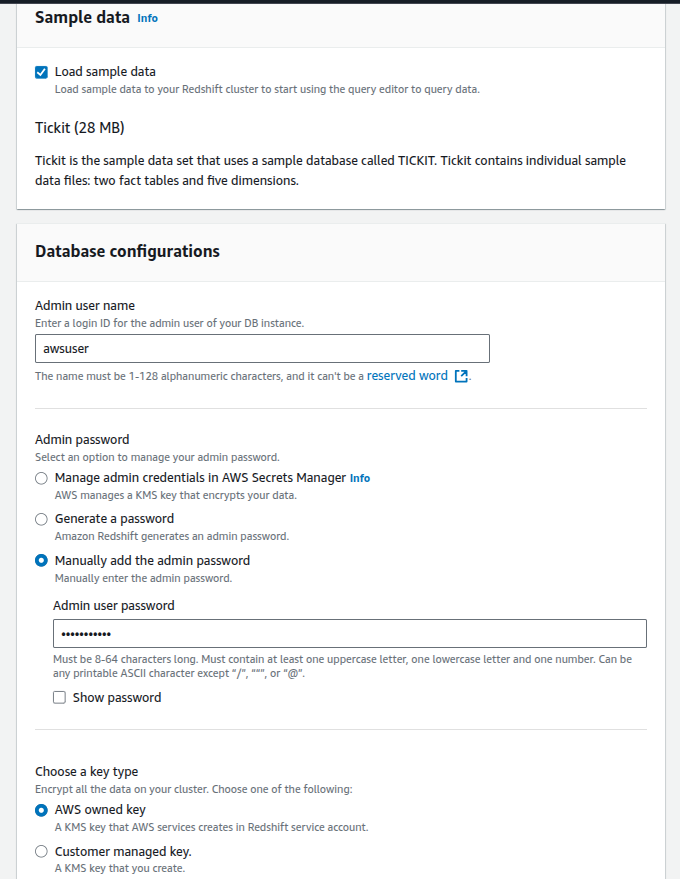 Sample data Info
Load sample data
Load sample data to your Redshift cluster to start using the query editor to query data.
Tickit (28 MB)
Tickit is the sample data set that uses a sample database called TICKIT. Tickit contains individual sample
data files: two fact tables and five dimensions.
Database configurations
Admin user name
Enter a login ID for the admin user of your DB instance.
awsuser
The name must be 1-128 alphanumeric characters, and it can't be a reserved word.
Admin password
Select an option to manage your admin password.
Manage admin credentials in AWS Secrets Manager Info
AWS manages a KMS key that encrypts your data.
Generate a password
Amazon Redshift generates an admin password.
Manually add the admin password
Manually enter the admin password.
Admin user password
•••••••••••
Must be 8-64 characters long. Must contain at least one uppercase letter, one lowercase letter and one number. Can be
any printable ASCII character except “/”, “"”, or “@”.
Show password
Choose a key type
Encrypt all the data on your cluster. Choose one of the following:
AWS owned key
A KMS key that AWS services creates in Redshift service account.
Customer managed key.
A KMS key that you create.